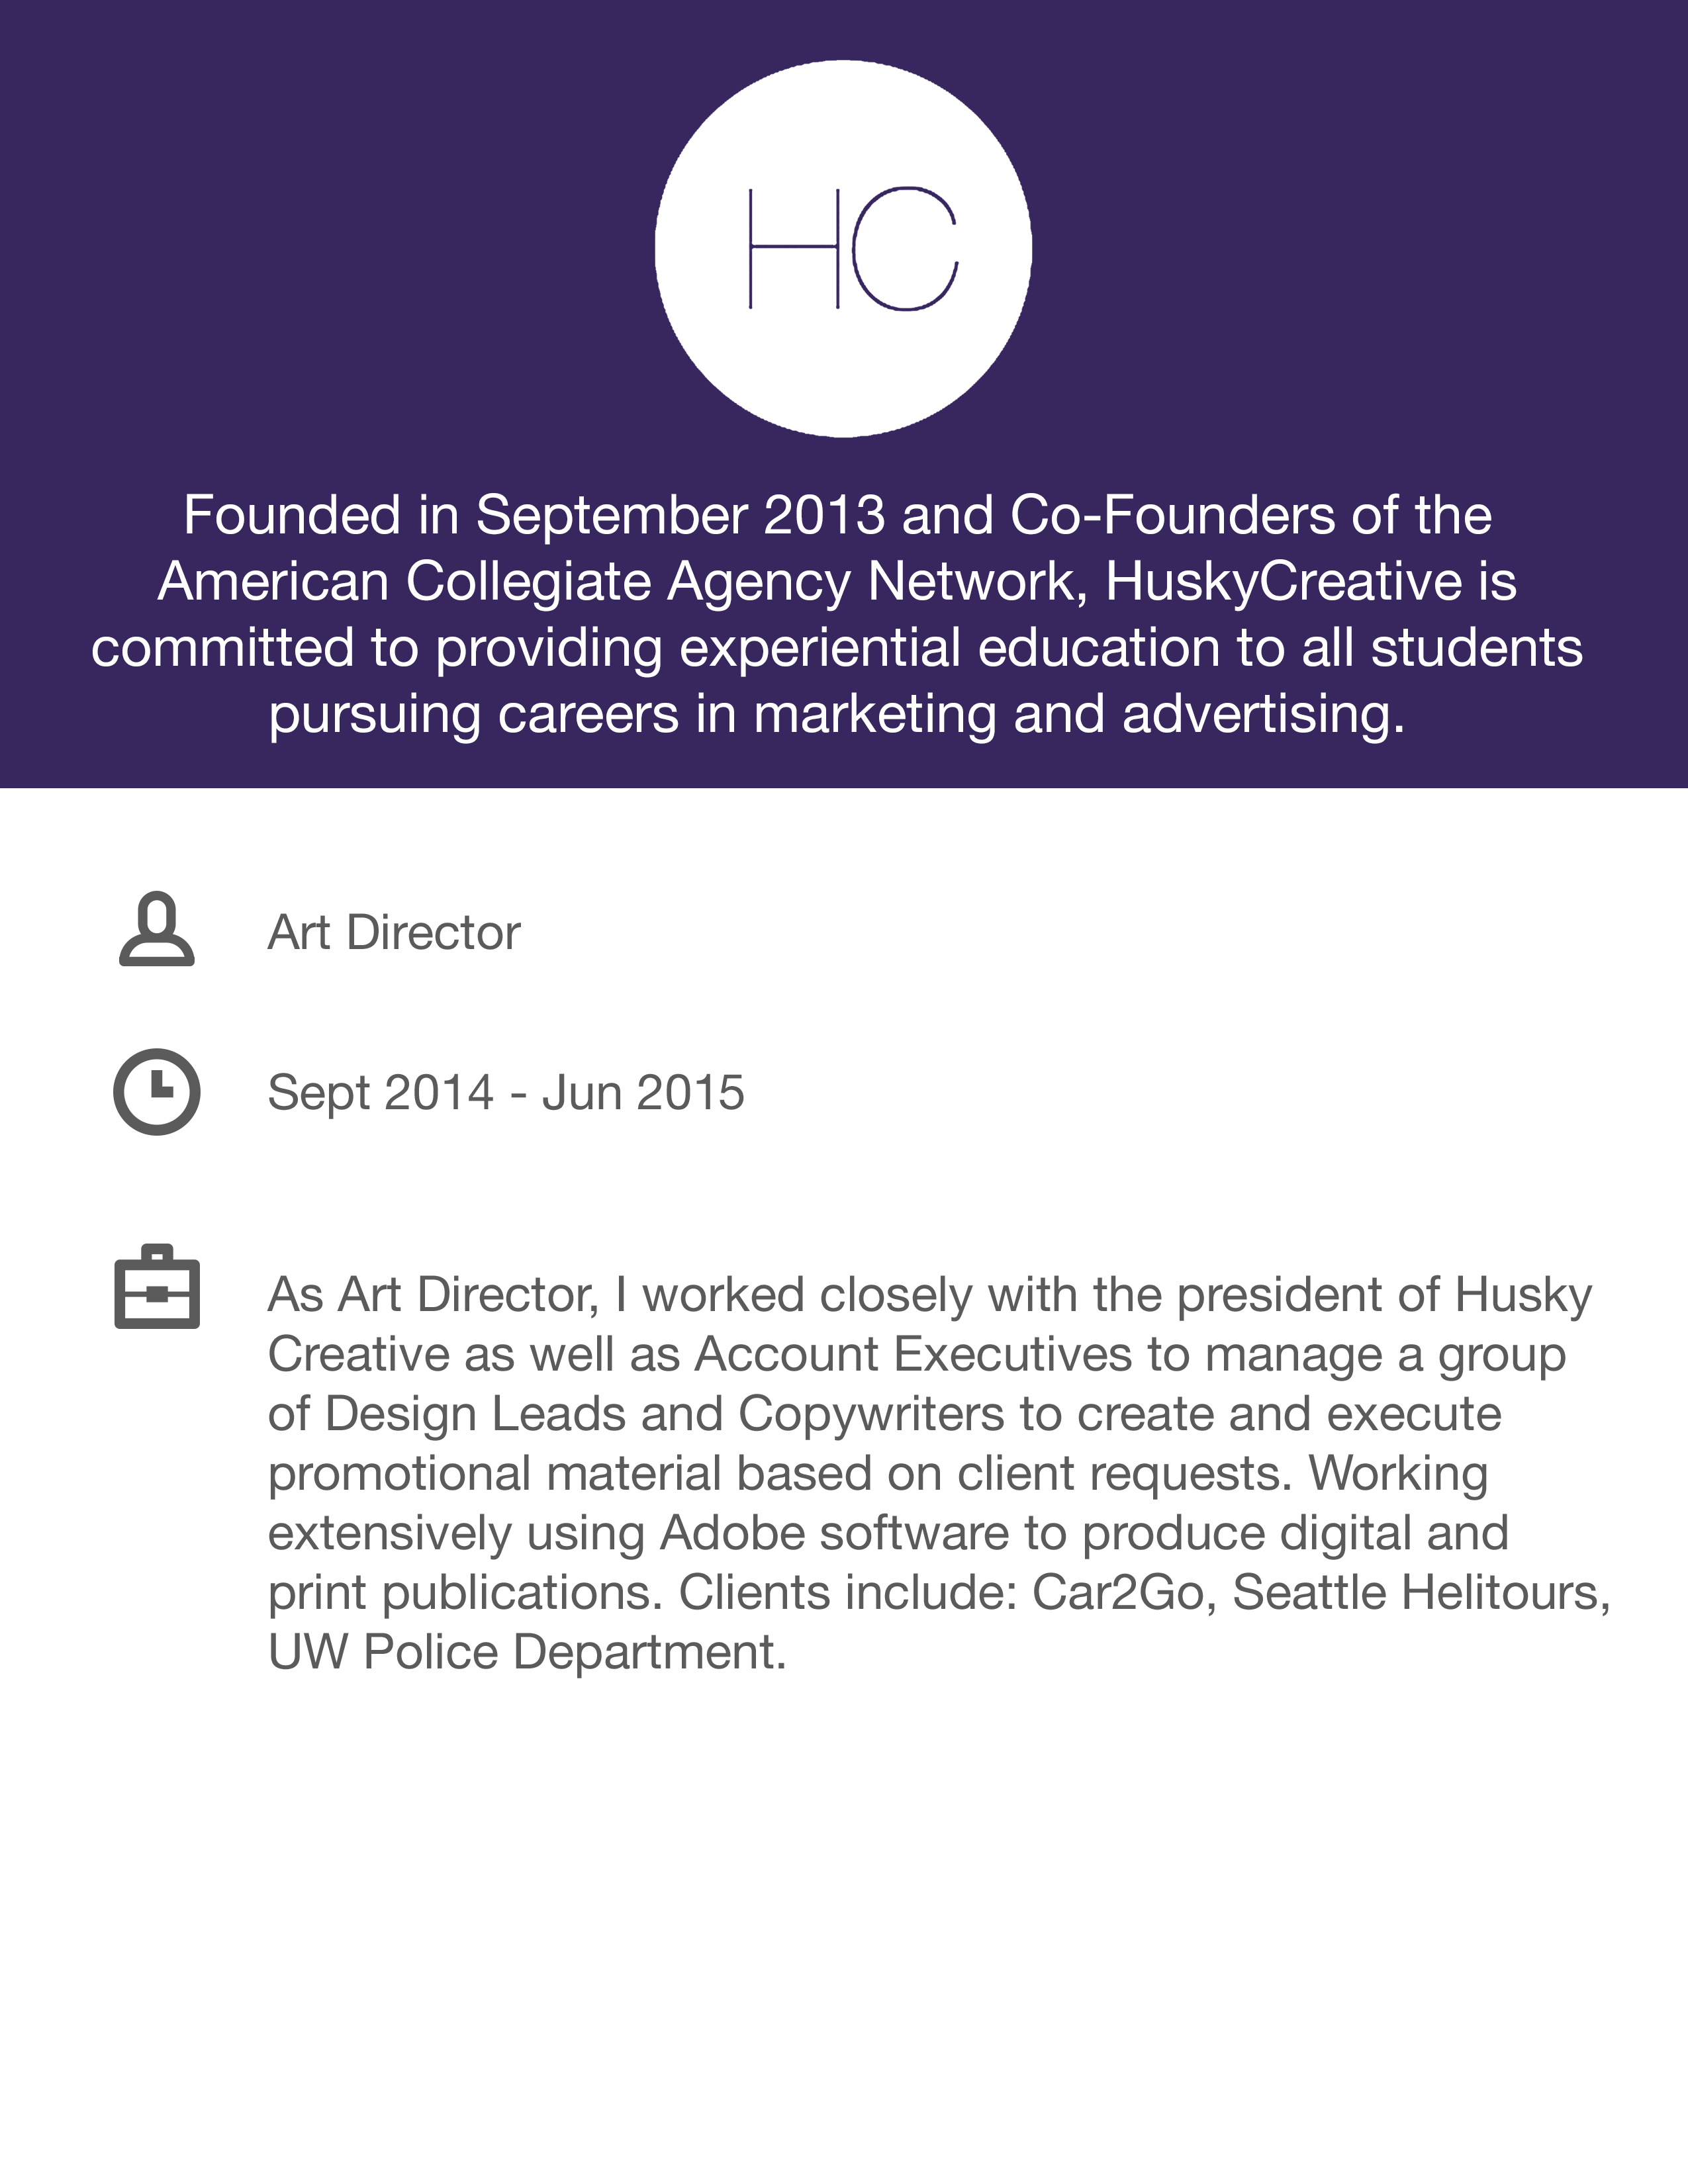 HC
Founded in September 2013 and Co-Founders of the
American Collegiate Agency Network, HuskyCreative is
committed to providing experiential education to all students
pursuing careers in marketing and advertising.
Art Director
Sept 2014 - Jun 2015
As Art Director, I worked closely with the president of Husky
Creative as well as Account Executives to manage a group
of Design Leads and Copywriters to create and execute
promotional material based on client requests. Working
extensively using Adobe software to produce digital and
print publications. Clients include: Car2Go, Seattle Helitours,
UW Police Department.